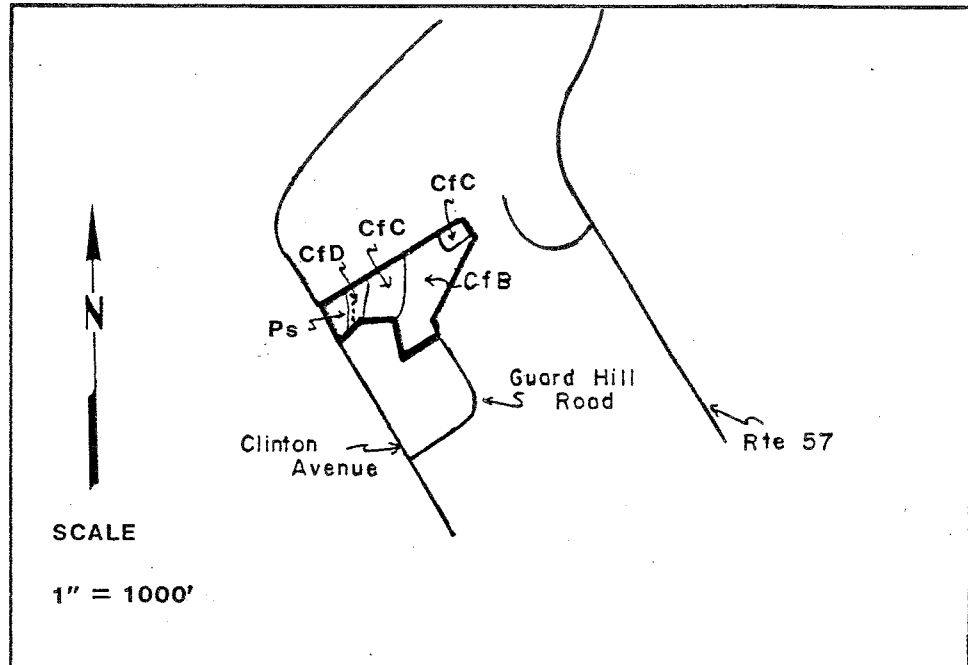 CfC
CfC
CfD
CfB
N
Ps
Guard Hill
Road
Clinton
Avenue
Rte 57
SCALE
1" = 1000'